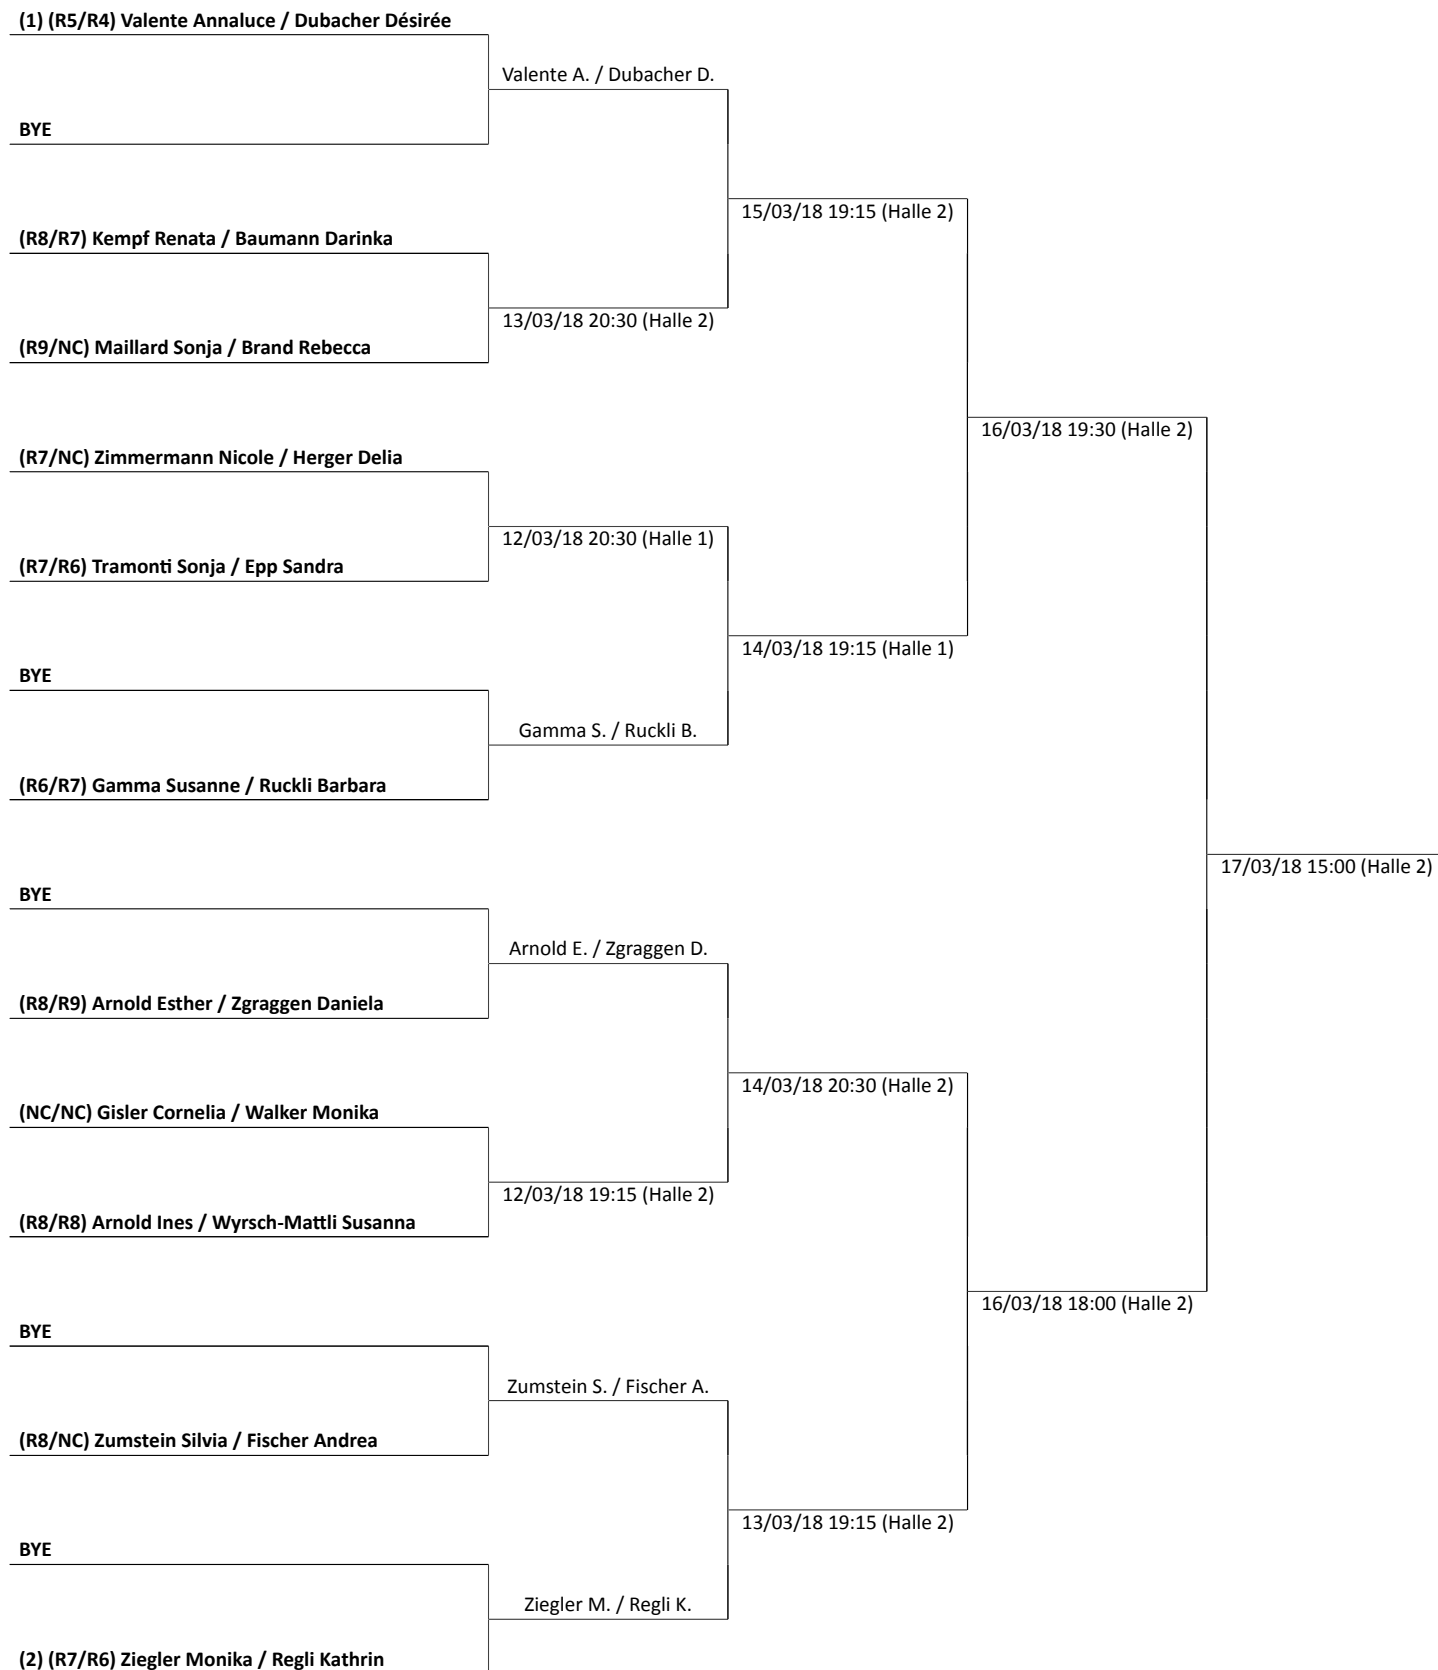 (1) (R5/R4) Valente Annaluce / Dubacher Désirée
Valente A. / Dubacher D.
BYE
15/03/18 19:15 (Halle 2)
(R8/R7) Kempf Renata / Baumann Darinka
13/03/18 20:30 (Halle 2)
(R9/NC) Maillard Sonja / Brand Rebecca
16/03/18 19:30 (Halle 2)
(R7/NC) Zimmermann Nicole / Herger Delia
12/03/18 20:30 (Halle 1)
(R7/R6) Tramonti Sonja / Epp Sandra
14/03/18 19:15 (Halle 1)
BYE
Gamma S. / Ruckli B.
(R6/R7) Gamma Susanne / Ruckli Barbara
17/03/18 15:00 (Halle 2)
BYE
Arnold E. / Zgraggen D.
(R8/R9) Arnold Esther / Zgraggen Daniela
14/03/18 20:30 (Halle 2)
(NC/NC) Gisler Cornelia / Walker Monika
12/03/18 19:15 (Halle 2)
(R8/R8) Arnold Ines / Wyrsch-Mattli Susanna
16/03/18 18:00 (Halle 2)
BYE
Zumstein S. / Fischer A.
(R8/NC) Zumstein Silvia / Fischer Andrea
13/03/18 19:15 (Halle 2)
BYE
Ziegler M. / Regli K.
(2) (R7/R6) Ziegler Monika / Regli Kathrin